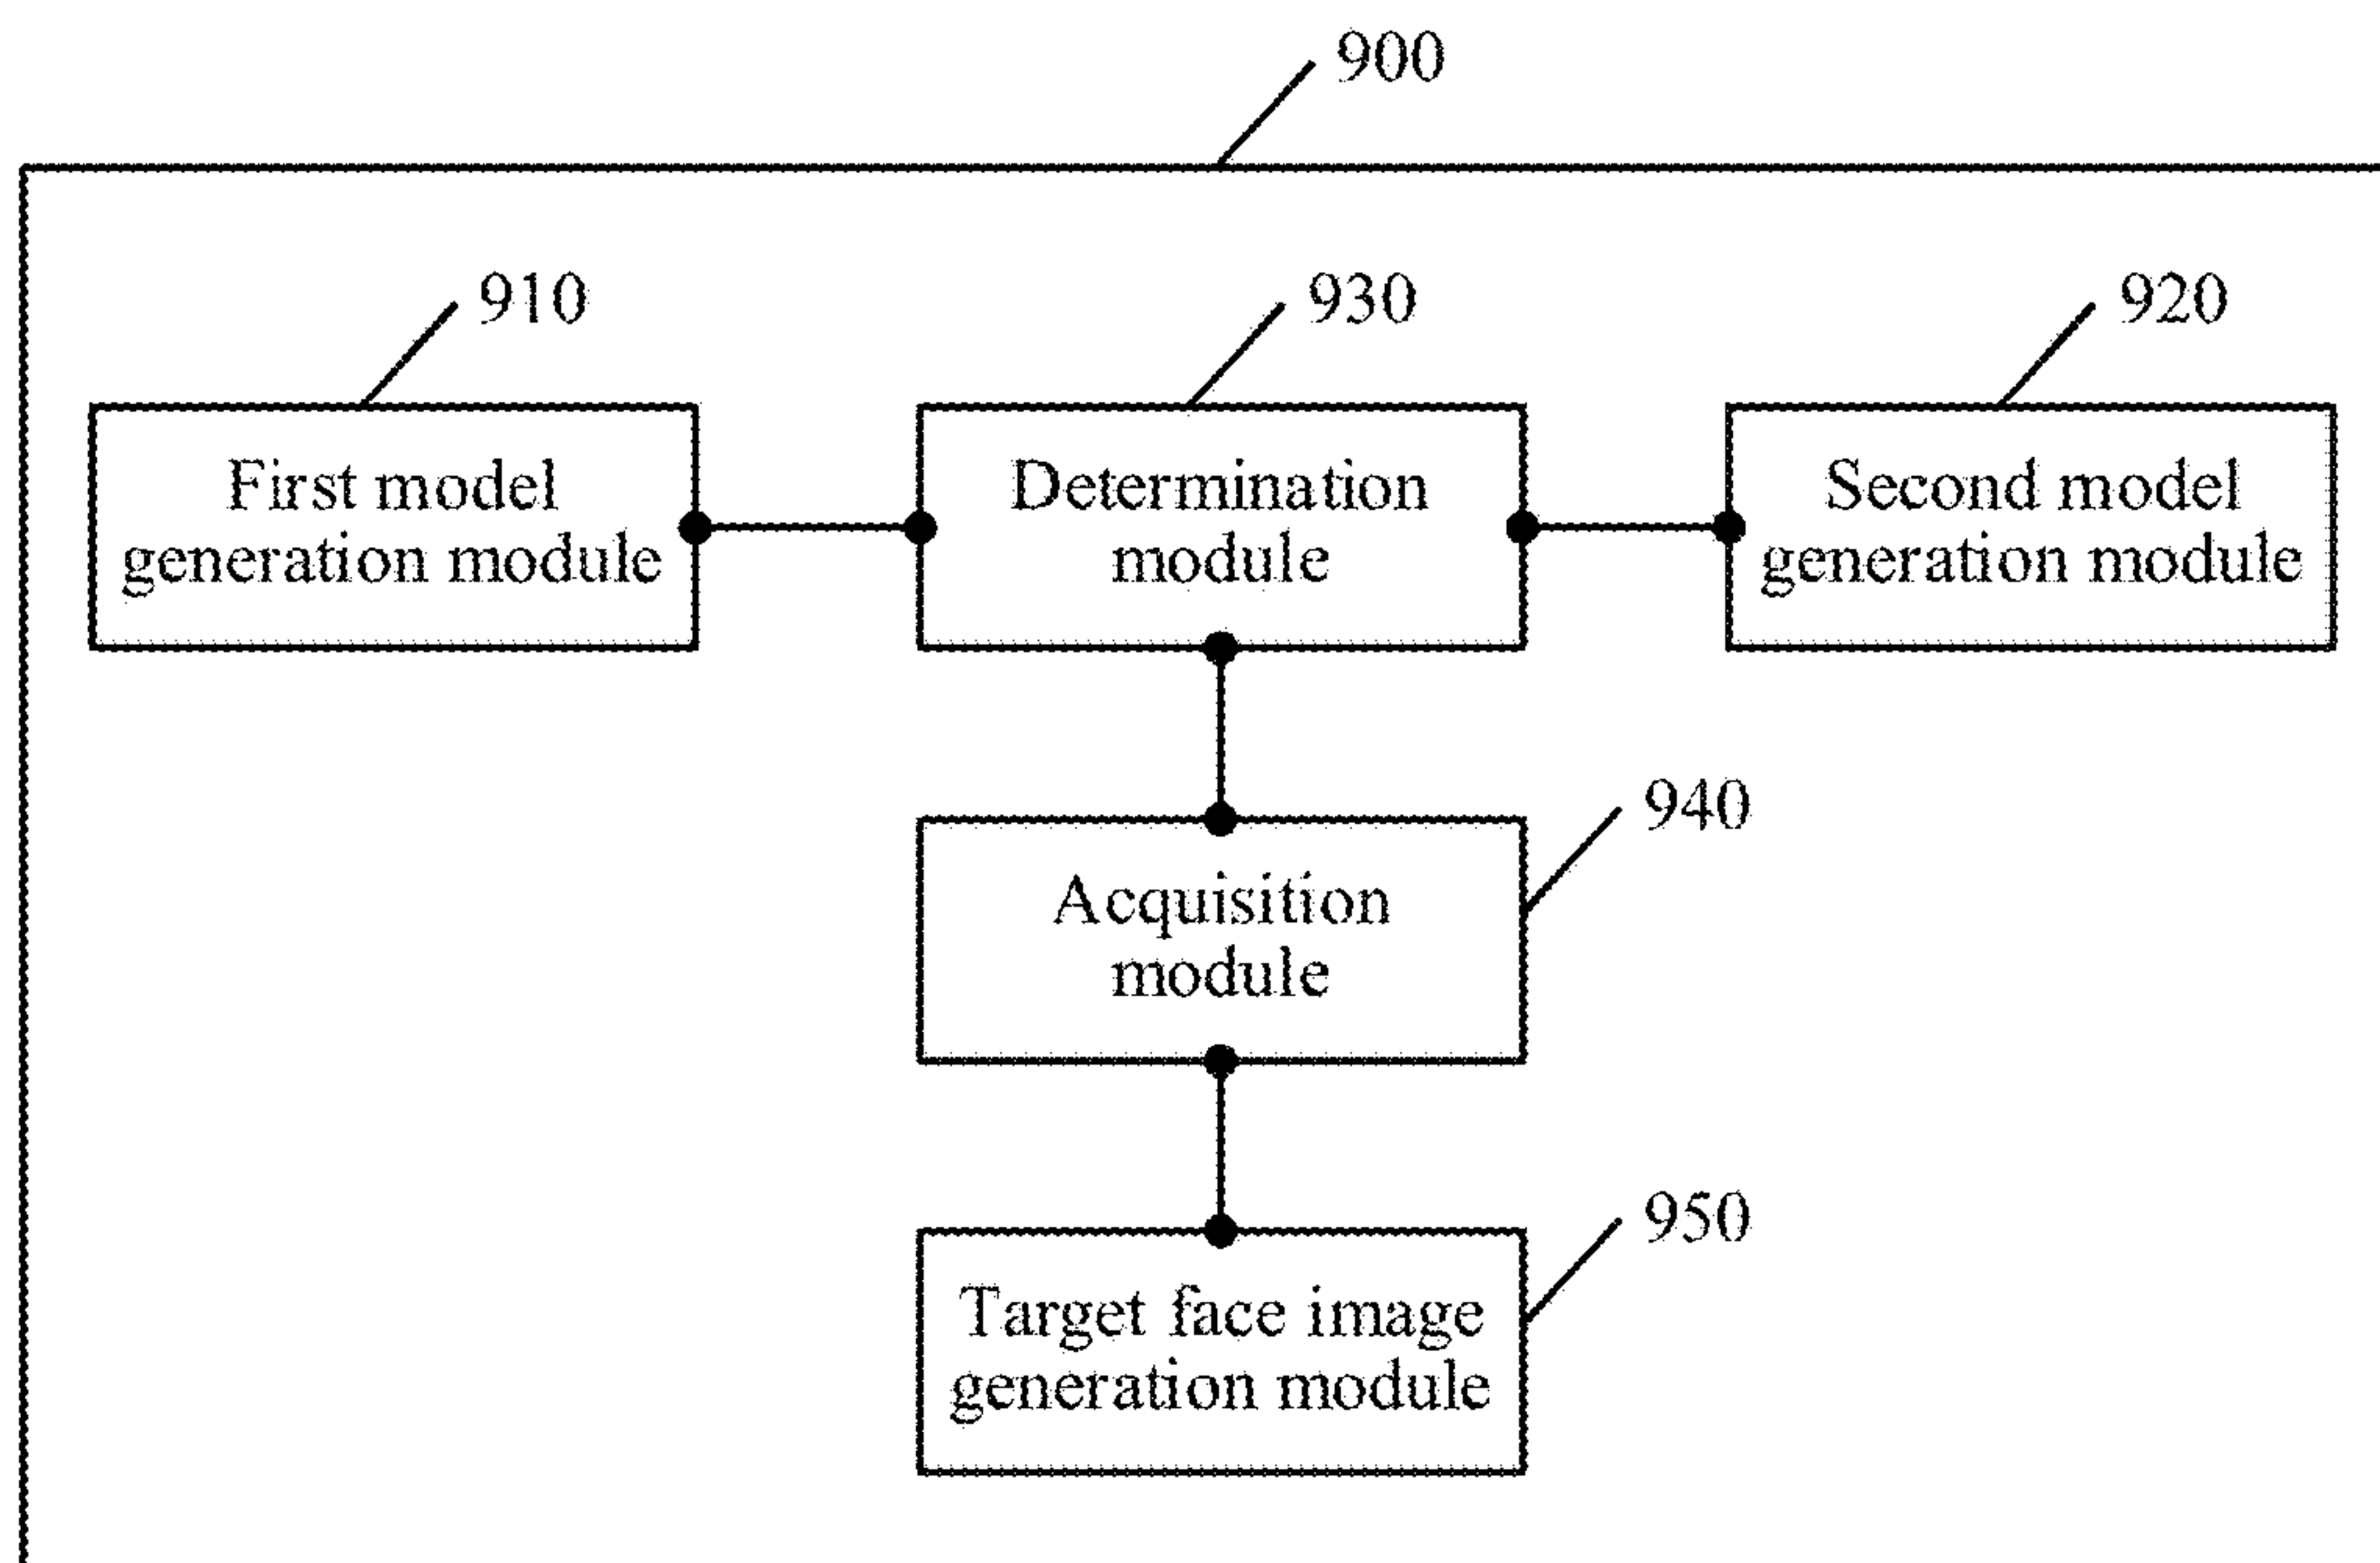 900
910
930
920
First model
generation module
Determination
module
Second model
generation module
940
Acquisition
module
950
Target face image
generation module